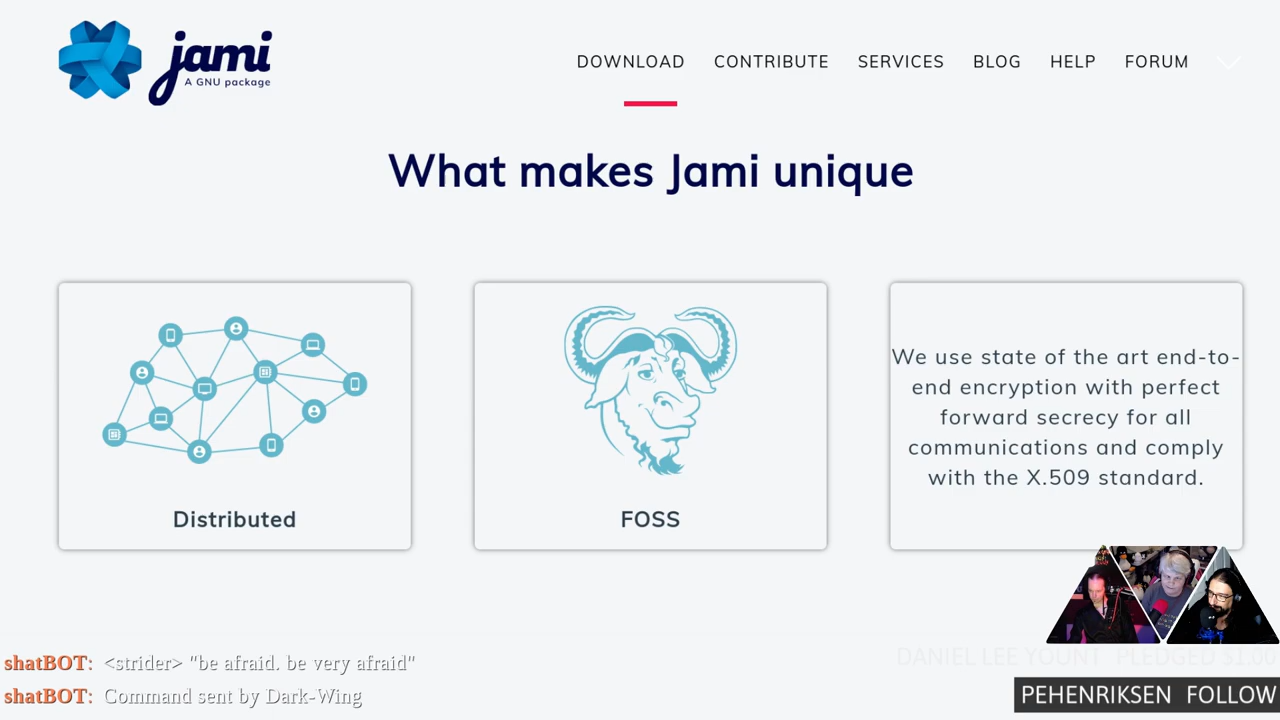 jami
A GNU package
DOWNLOAD CONTRIBUTE SERVICES BLOG HELP FORUM
What makes Jami unique
Distributed
FOSS
We use state of the art end-to-
end encryption with perfect
forward secrecy for all
communications and comply
with the X.509 standard.
DANIEL LEE YOUNT PLEDGED $1.00
shatBOT: <strider> "be afraid. be very afraid"
shatBOT: Command sent by Dark-Wing
PEHENRIKSEN FOLLOW